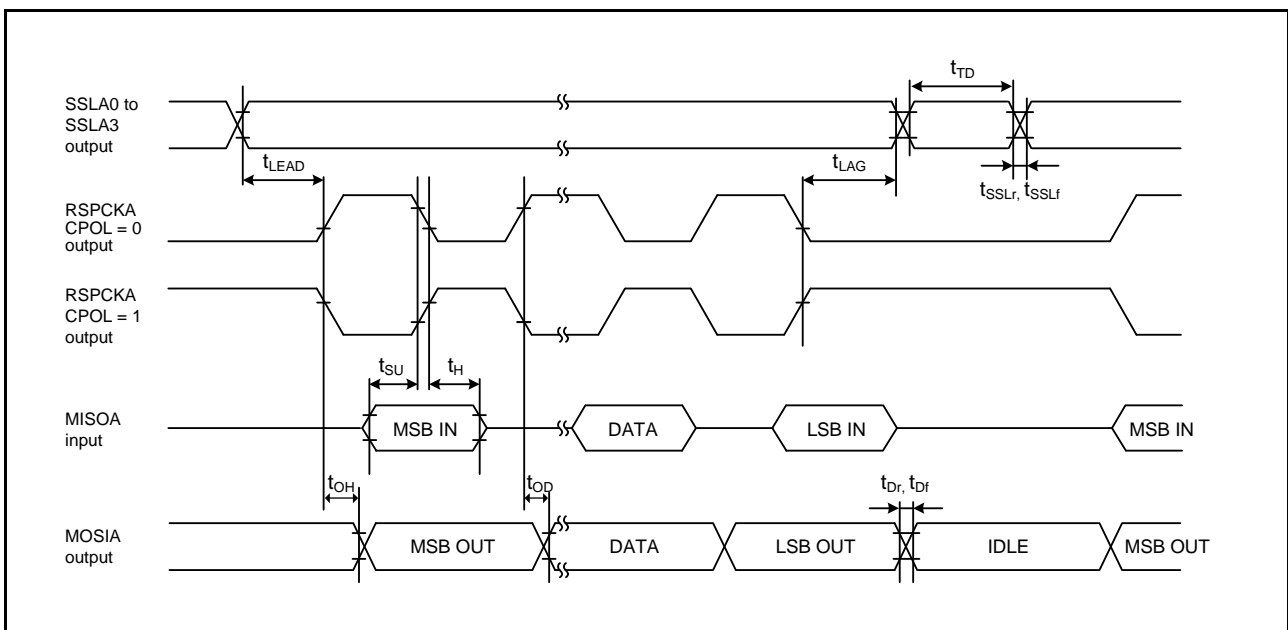 tTD
SSLA0 to
SSLA3
output
tLEAD
tLAG
tSSLr, tSSLf
RSPCKA
CPOL = 0
output
RSPCKA
CPOL = 1
output
tSU
tH
MISOA
input
MSB IN
DATA
LSB IN
MSB IN
tOH
tOD
tDr, tDf
MOSIA
output
MSB OUT
DATA
LSB OUT
IDLE
MSB OUT